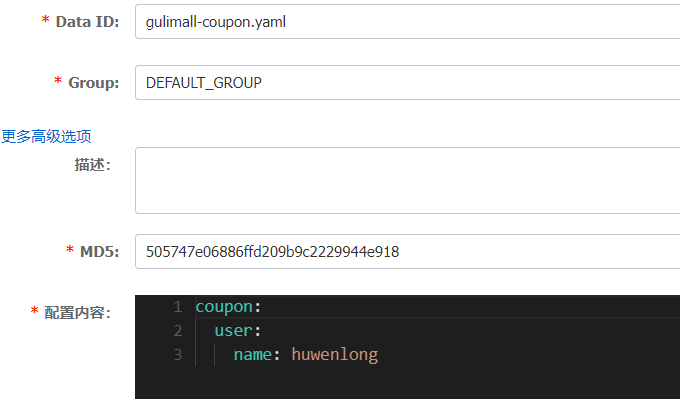 * Data ID: gulimall-coupon.yaml
* Group: DEFAULT_GROUP
更多高级选项
描述:
* MD5: 505747e06886ffd209b9c2229944e918
* 配置内容: 1 coupon:
2 user:
3 name: huwenlong